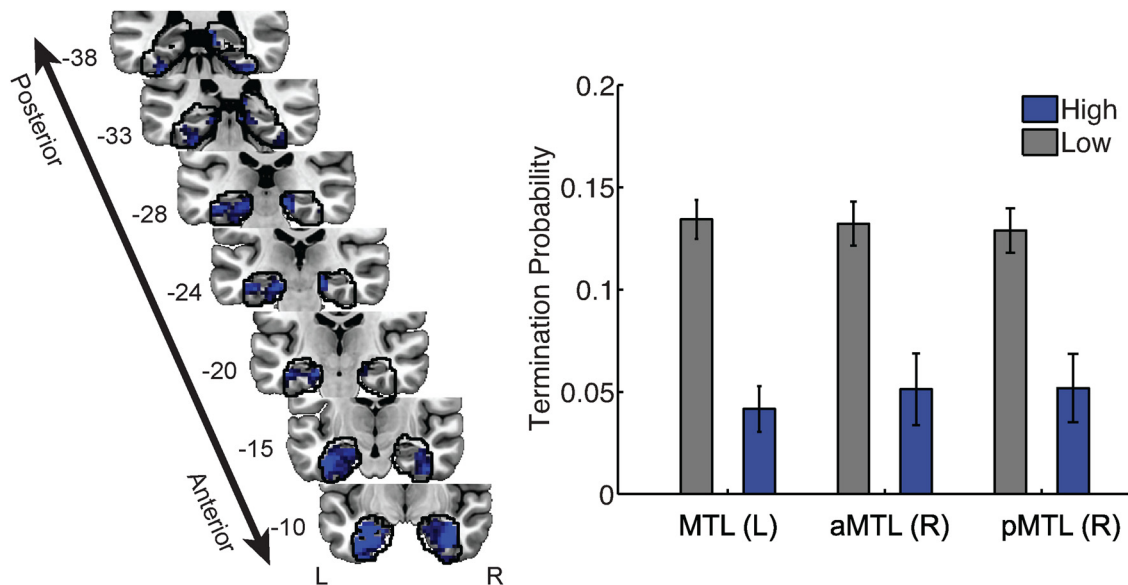 Posterior
Anterior
-38
-33
-28
-24
-20
-15
-10
L
R
Termination Probability
0.2
0.15
0.1
0.05
0
High
Low
MTL (L)
aMTL (R)
pMTL (R)